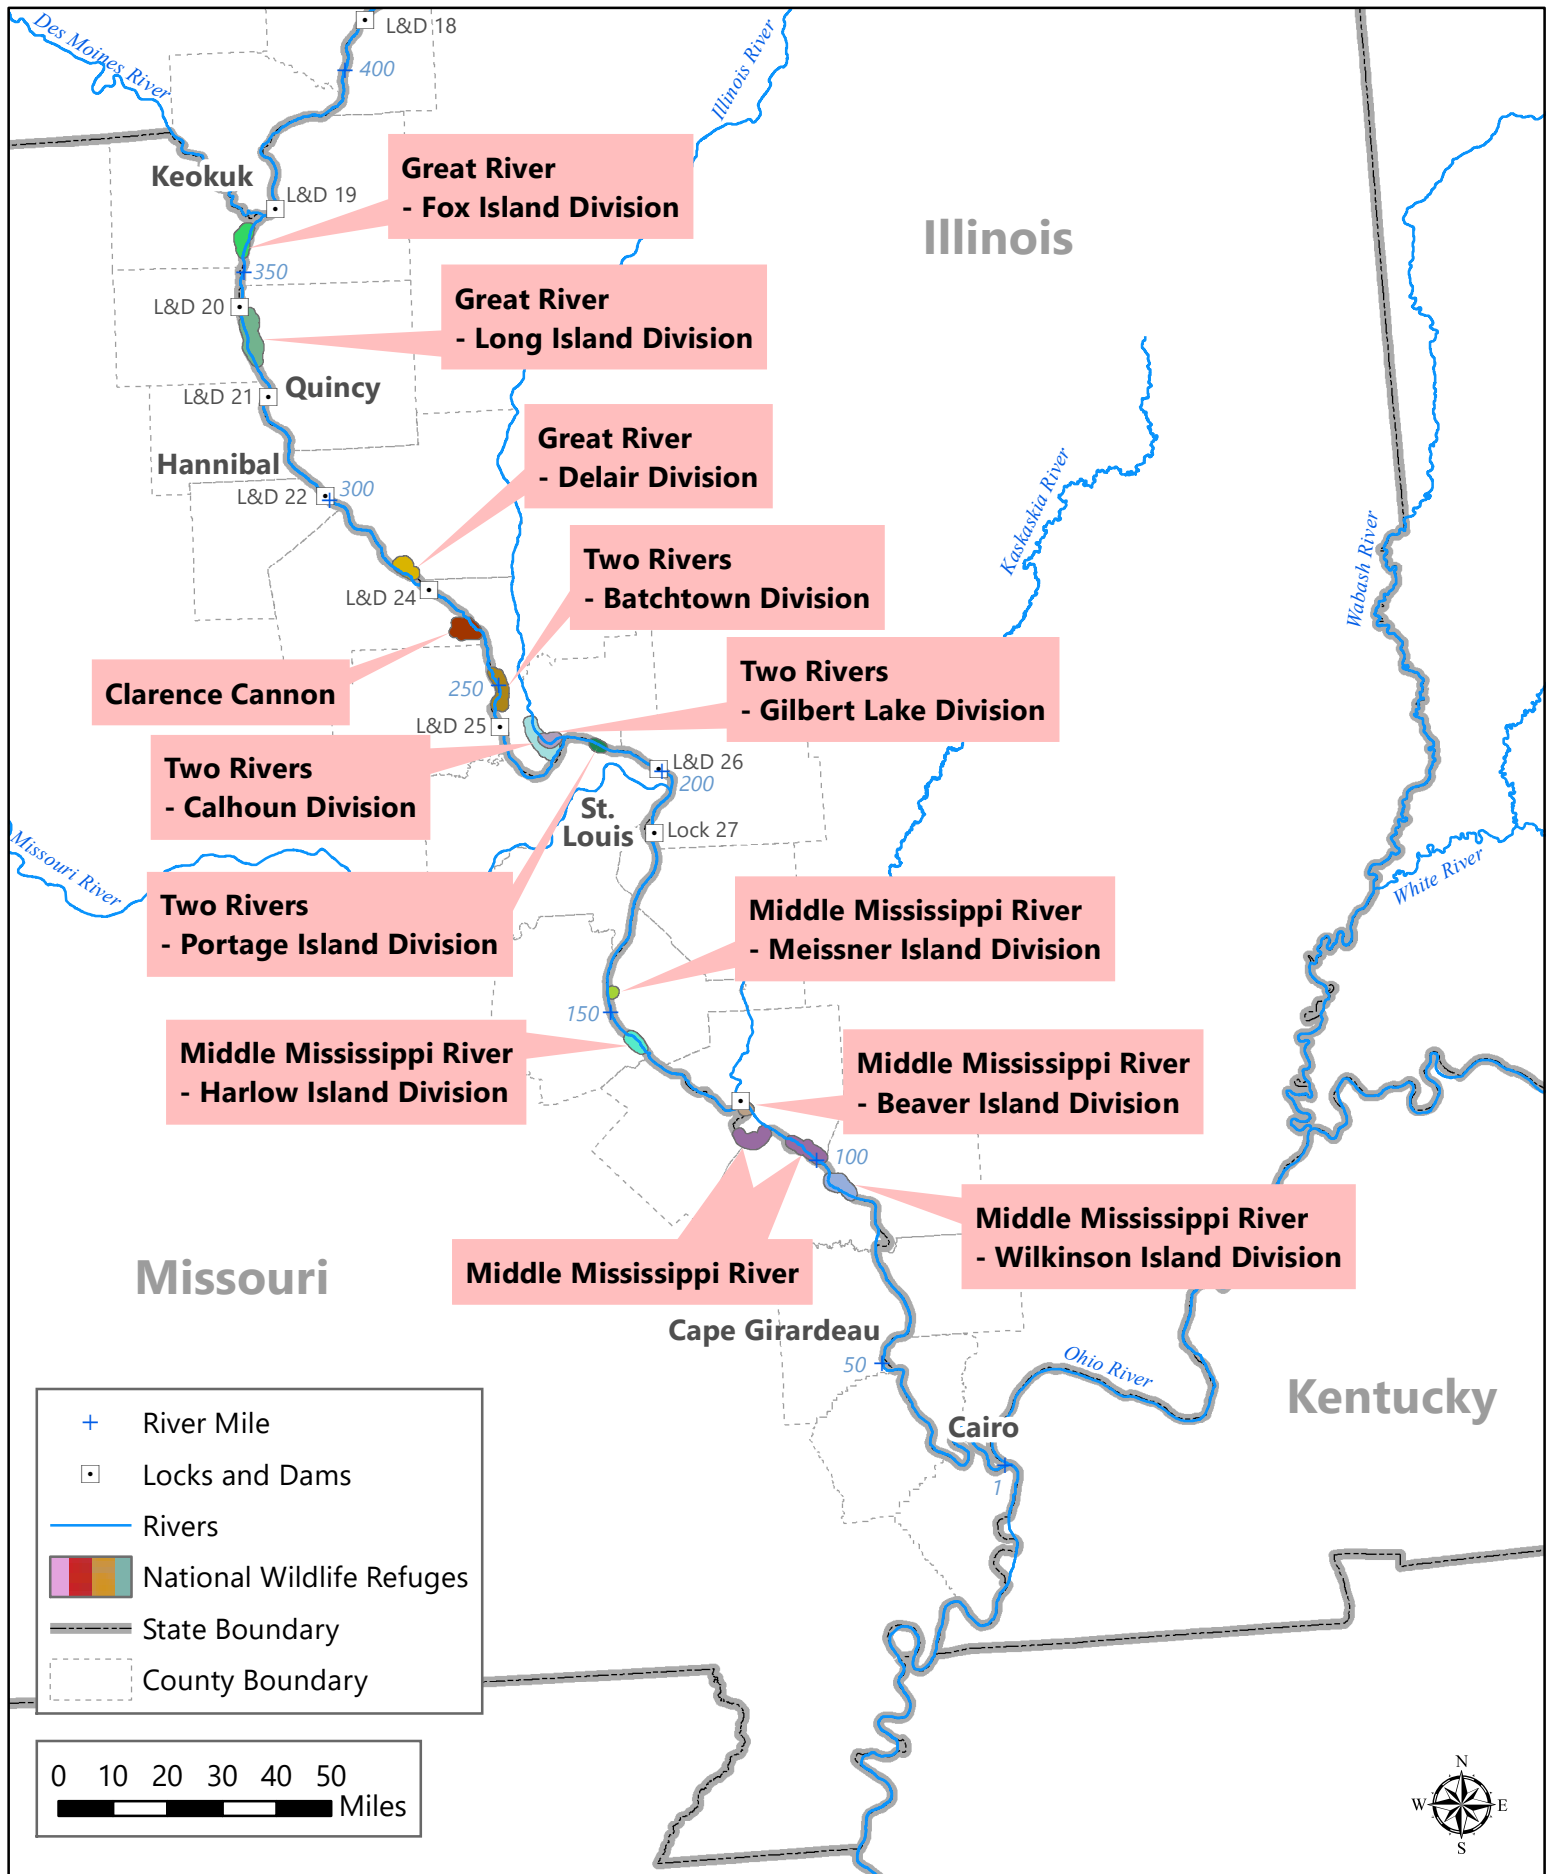 Des Moines River
L&D 18
400
Illinois River
Keokuk
L&D 19
Great River
- Fox Island Division
Illinois
350
L&D 20
Great River
- Long Island Division
L&D 21
Quincy
Hannibal
L&D 22
300
Great River
- Delair Division
Kaskaskia River
Wabash River
L&D 24
Two Rivers
- Batchtown Division
Clarence Cannon
250
L&D 25
Two Rivers
- Gilbert Lake Division
Two Rivers
- Calhoun Division
L&D 26
200
St.
Louis
Lock 27
Missouri River
White River
Two Rivers
- Portage Island Division
Middle Mississippi River
- Meissner Island Division
150
Middle Mississippi River
- Harlow Island Division
Middle Mississippi River
- Beaver Island Division
100
Middle Mississippi River
Middle Mississippi River
- Wilkinson Island Division
Missouri
Cape Girardeau
50
Ohio River
Kentucky
Cairo
1
River Mile
Locks and Dams
Rivers
National Wildlife Refuges
State Boundary
County Boundary
0 10 20 30 40 50
Miles
N
W E
S